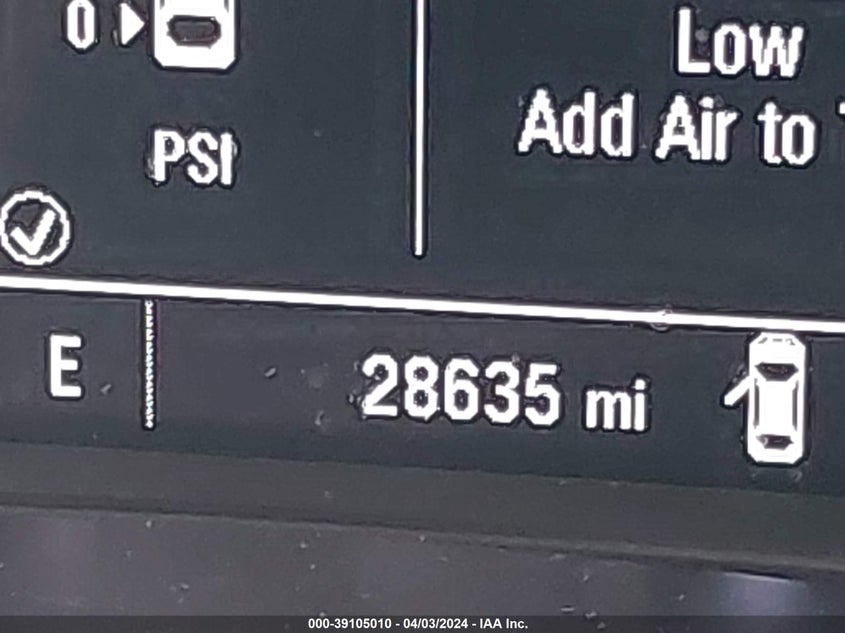 0
Low
Add Air to
PSI
E
28635 mi
000-39105010 - 04/03/2024 - IAA Inc.